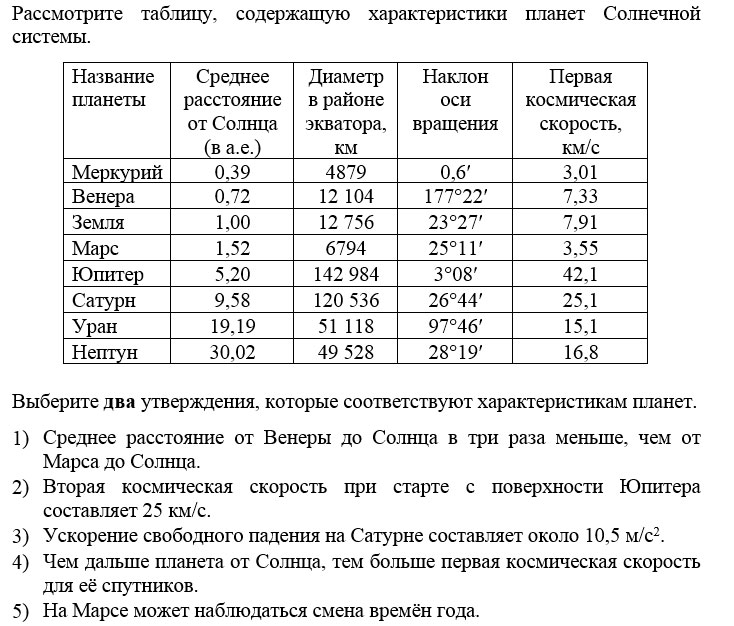 Рассмотрите таблицу, содержащую характеристики планет Солнечной
системы.
Название планеты | Среднее расстояние от Солнца (в а.е.) | Диаметр в районе экватора, км | Наклон оси вращения | Первая космическая скорость, км/с
Меркурий | 0,39 | 4879 | 0,6′ | 3,01
Венера | 0,72 | 12 104 | 177°22′ | 7,33
Земля | 1,00 | 12 756 | 23°27′ | 7,91
Марс | 1,52 | 6794 | 25°11′ | 3,55
Юпитер | 5,20 | 142 984 | 3°08′ | 42,1
Сатурн | 9,58 | 120 536 | 26°44′ | 25,1
Уран | 19,19 | 51 118 | 97°46′ | 15,1
Нептун | 30,02 | 49 528 | 28°19′ | 16,8
Выберите два утверждения, которые соответствуют характеристикам планет.
1) Среднее расстояние от Венеры до Солнца в три раза меньше, чем от
Марса до Солнца.
2) Вторая космическая скорость при старте с поверхности Юпитера
составляет 25 км/с.
3) Ускорение свободного падения на Сатурне составляет около 10,5 м/с².
4) Чем дальше планета от Солнца, тем больше первая космическая скорость
для её спутников.
5) На Марсе может наблюдаться смена времён года.